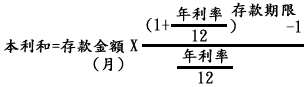 年利率 存款期限
(1+ 12 ) -1
本利和=存款金額 X
(月) 年利率
12